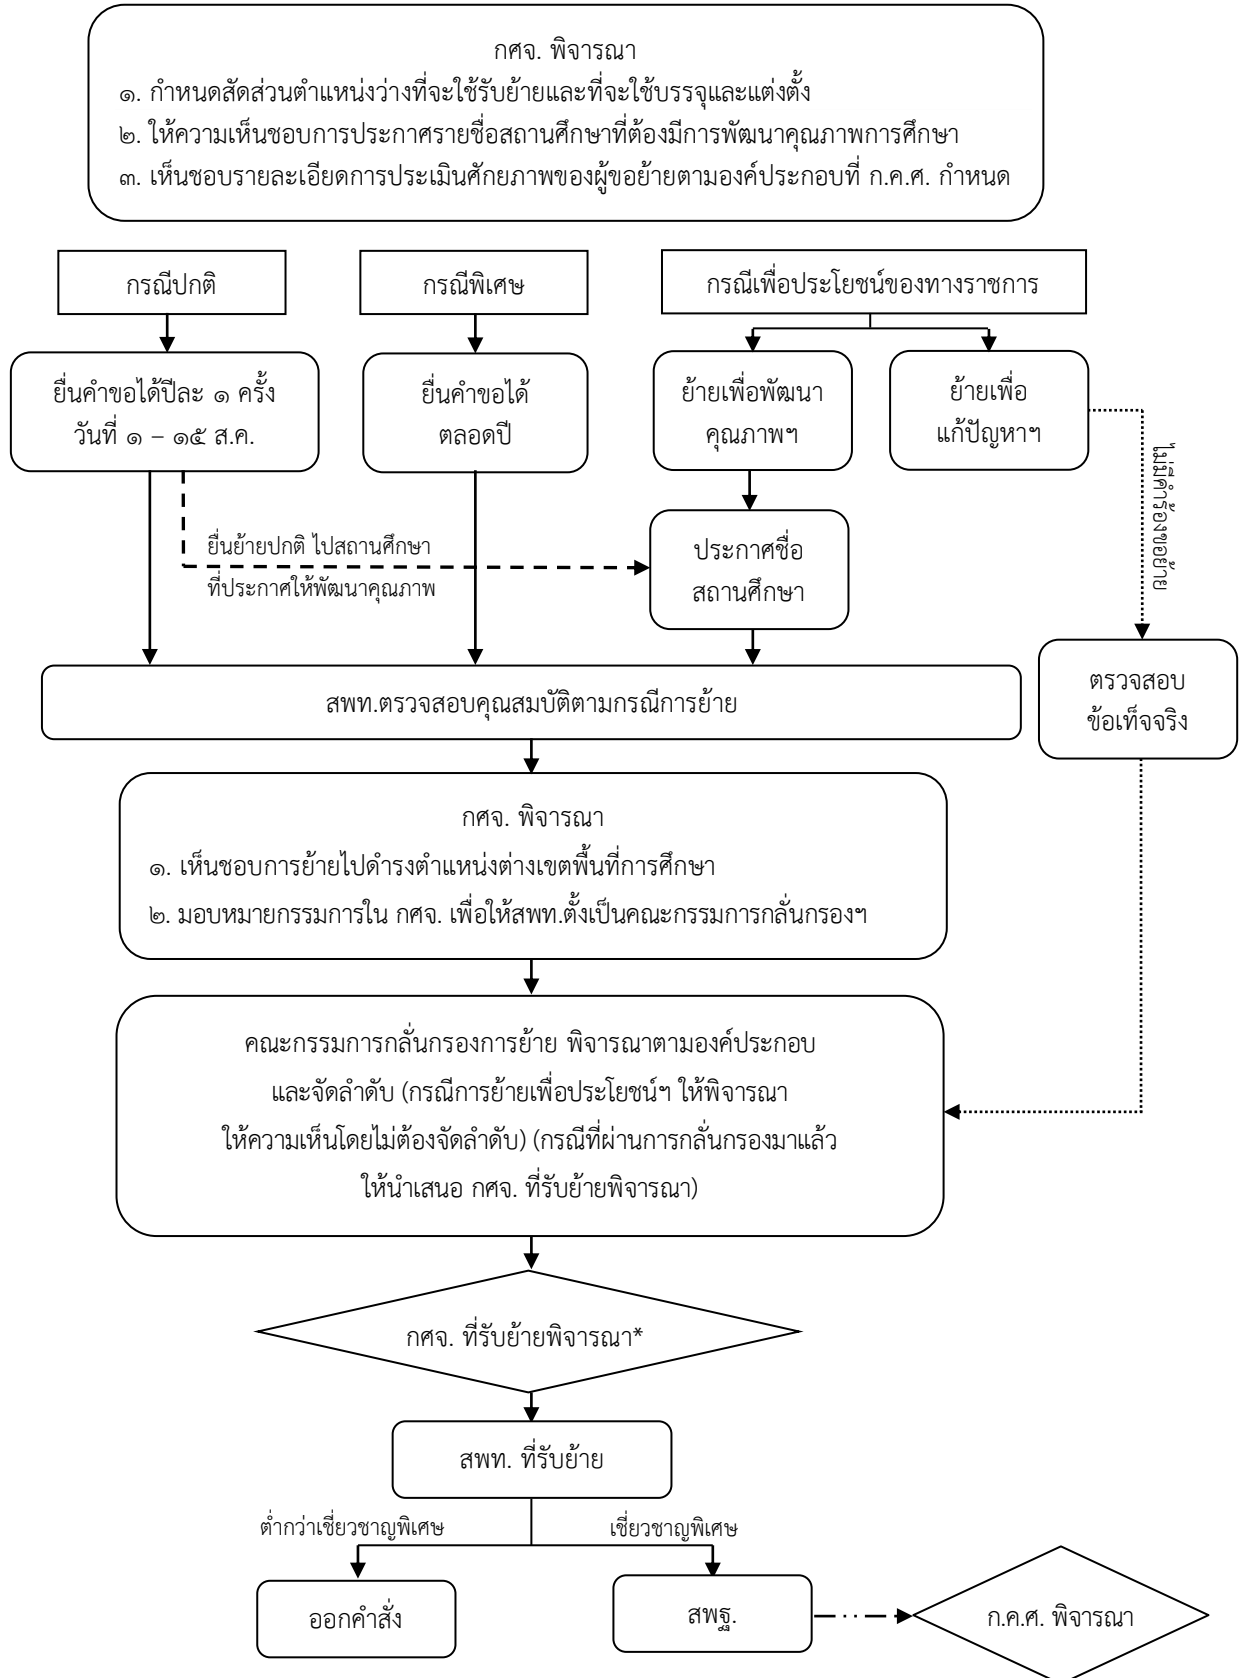 กศจ. พิจารณา
๑. กำหนดสัดส่วนตำแหน่งว่างที่จะใช้รับย้ายและที่จะใช้บรรจุและแต่งตั้ง
๒. ให้ความเห็นชอบการประกาศรายชื่อสถานศึกษาที่ต้องมีการพัฒนาคุณภาพการศึกษา
๓. เห็นชอบรายละเอียดการประเมินศักยภาพของผู้ขอย้ายตามองค์ประกอบที่ ก.ค.ศ. กำหนด
กรณีปกติ
กรณีพิเศษ
กรณีเพื่อประโยชน์ของทางราชการ
ยื่นคำขอได้ปีละ ๑ ครั้ง
วันที่ ๑ – ๑๕ ส.ค.
ยื่นคำขอได้
ตลอดปี
ย้ายเพื่อพัฒนา
คุณภาพฯ
ย้ายเพื่อ
แก้ปัญหาฯ
ไม่มีคำร้องขอย้าย
ยื่นย้ายปกติ ไปสถานศึกษา
ที่ประกาศให้พัฒนาคุณภาพ
ประกาศชื่อ
สถานศึกษา
สพท.ตรวจสอบคุณสมบัติตามกรณีการย้าย
ตรวจสอบ
ข้อเท็จจริง
กศจ. พิจารณา
๑. เห็นชอบการย้ายไปดำรงตำแหน่งต่างเขตพื้นที่การศึกษา
๒. มอบหมายกรรมการใน กศจ. เพื่อให้สพท.ตั้งเป็นคณะกรรมการกลั่นกรองฯ
คณะกรรมการกลั่นกรองการย้าย พิจารณาตามองค์ประกอบ
และจัดลำดับ (กรณีการย้ายเพื่อประโยชน์ฯ ให้พิจารณา
ให้ความเห็นโดยไม่ต้องจัดลำดับ) (กรณีที่ผ่านการกลั่นกรองมาแล้ว
ให้นำเสนอ กศจ. ที่รับย้ายพิจารณา)
กศจ. ที่รับย้ายพิจารณา*
สพท. ที่รับย้าย
ต่ำกว่าเชี่ยวชาญพิเศษ
เชี่ยวชาญพิเศษ
ออกคำสั่ง
สพฐ.
ก.ค.ศ. พิจารณา